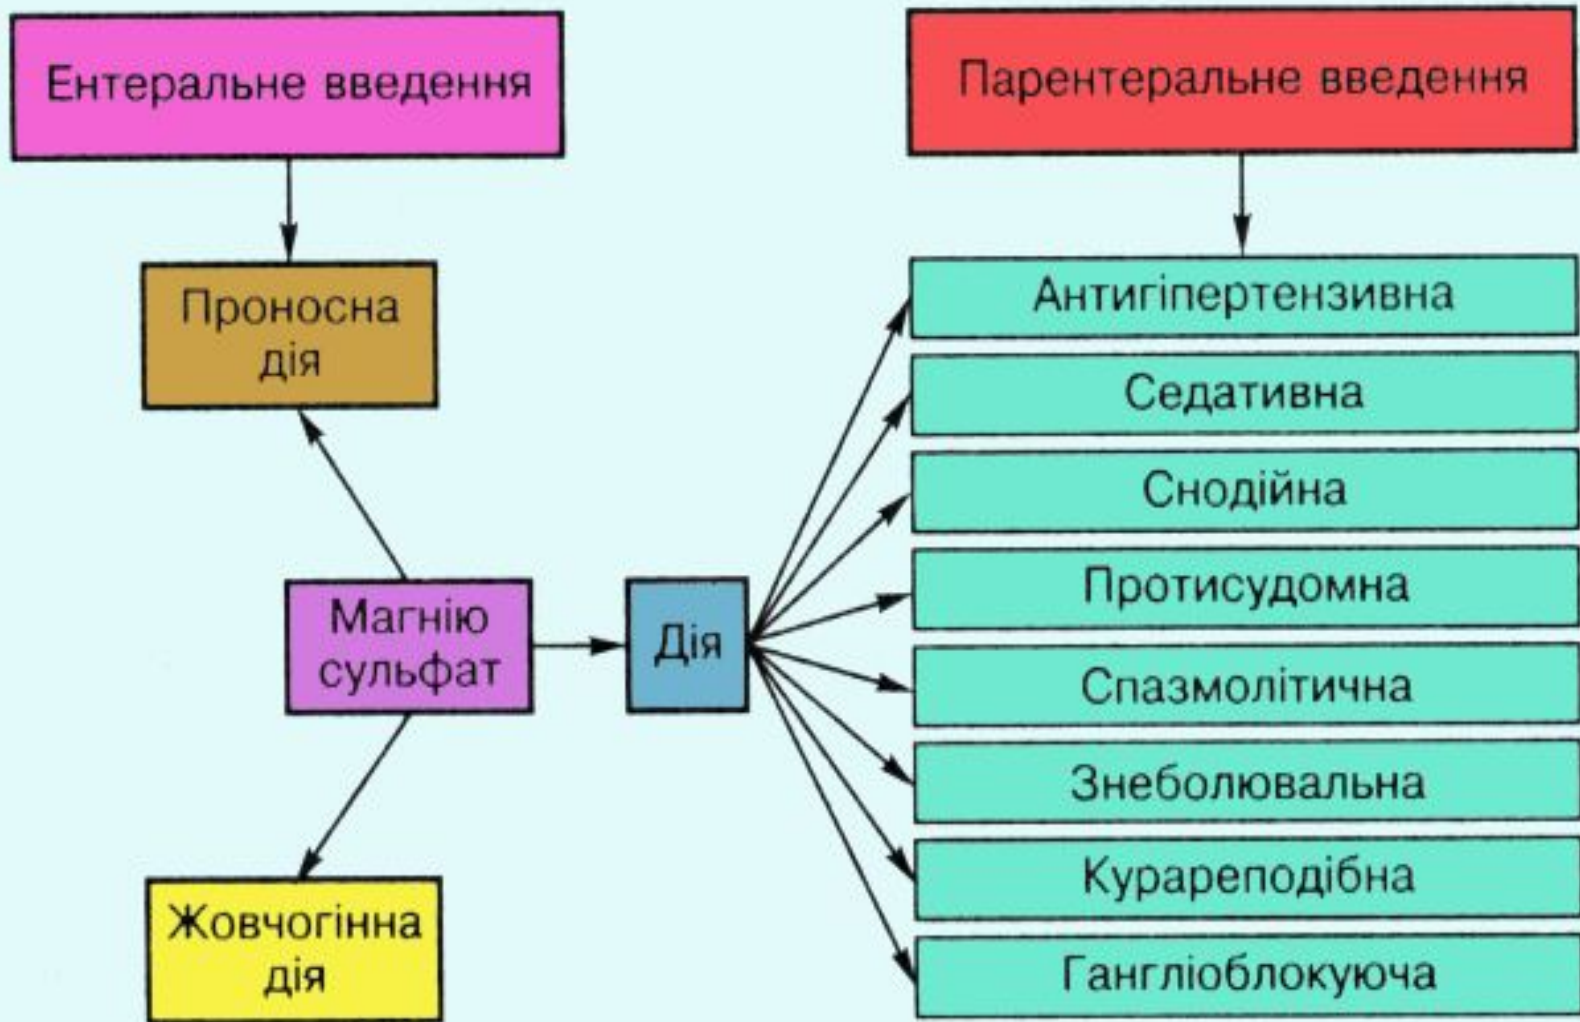 Ентеральне введення
Парентеральне введення
Проносна
дія
Магнію
сульфат
Жовчогінна
дія
Дія
Антигіпертензивна
Седативна
Снодійна
Протисудомна
Спазмолітична
Знеболювальна
Курареподібна
Гангліоблокуюча